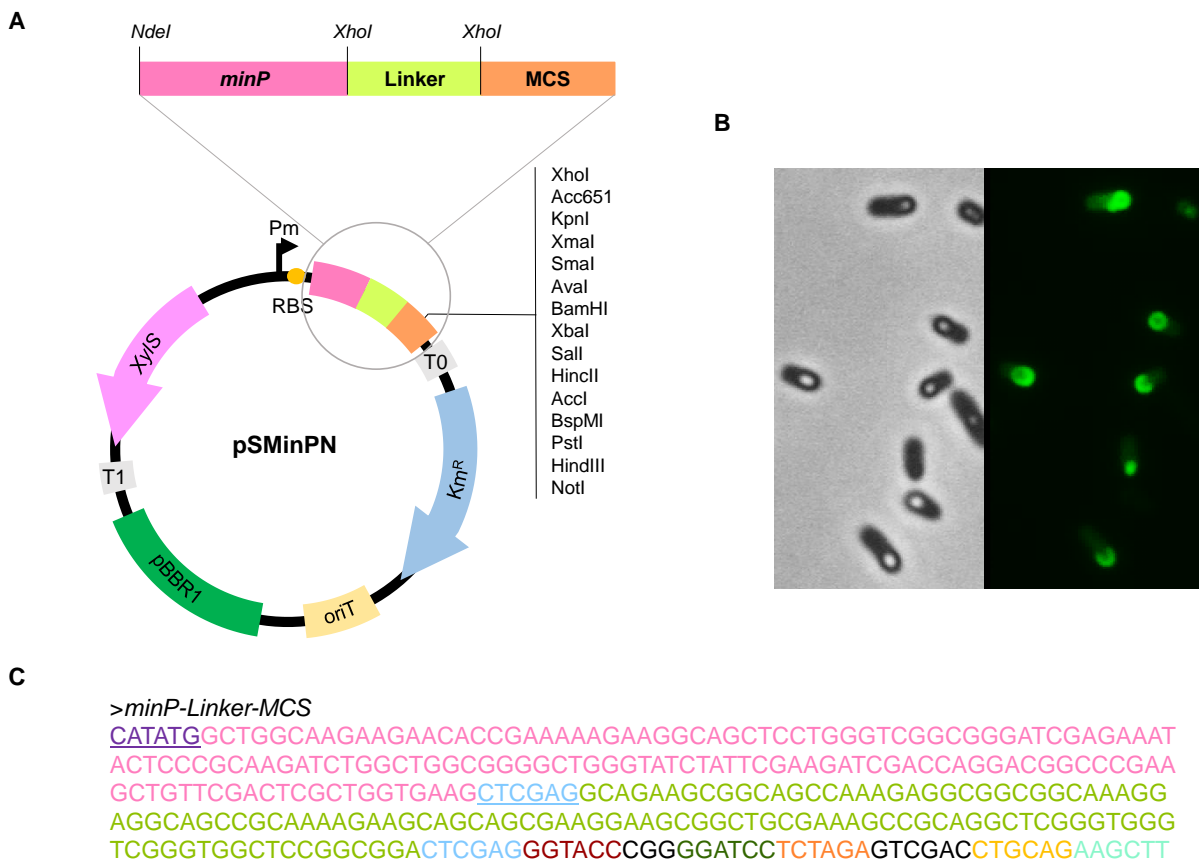 A
NdeI XhoI XhoI
minP Linker MCS
B
XhoI
Acc651
KpnI
XmaI
SmaI
AvaI
BamHI
XbaI
SalI
HincII
AccI
BspMI
PstI
HindIII
NotI
Pm
RBS
XylS
T0
pSMinPN
KmR
T1
pBBR1
oriT
C
>minP-Linker-MCS
CATATGGCTGGCAAGAAGAACACCGAAAAAGAAGGCAGCTCCTGGGTCGGCGGGATCGAGAAAT
ACTCCCGCAAGATCTGGCTGGCGGGGCTGGGTATCTATTCGAAGATCGACCAGGACGGCCCGAA
GCTGTTCGACTCGCTGGTGAAGCTCGAGGCAGAAGCGGCAGCCAAAGAGGCGGCGGCAAAGG
AGGCAGCCGCAAAAGAAGCAGCAGCGAAGGAAGCGGCTGCGAAAGCCGCAGGCTCGGGTGGG
TCGGGTGGCTCCGGCGGACTCGAGGGTACCCGGGGATCCTCTAGAGTCGACCTGCAGAAGCTT